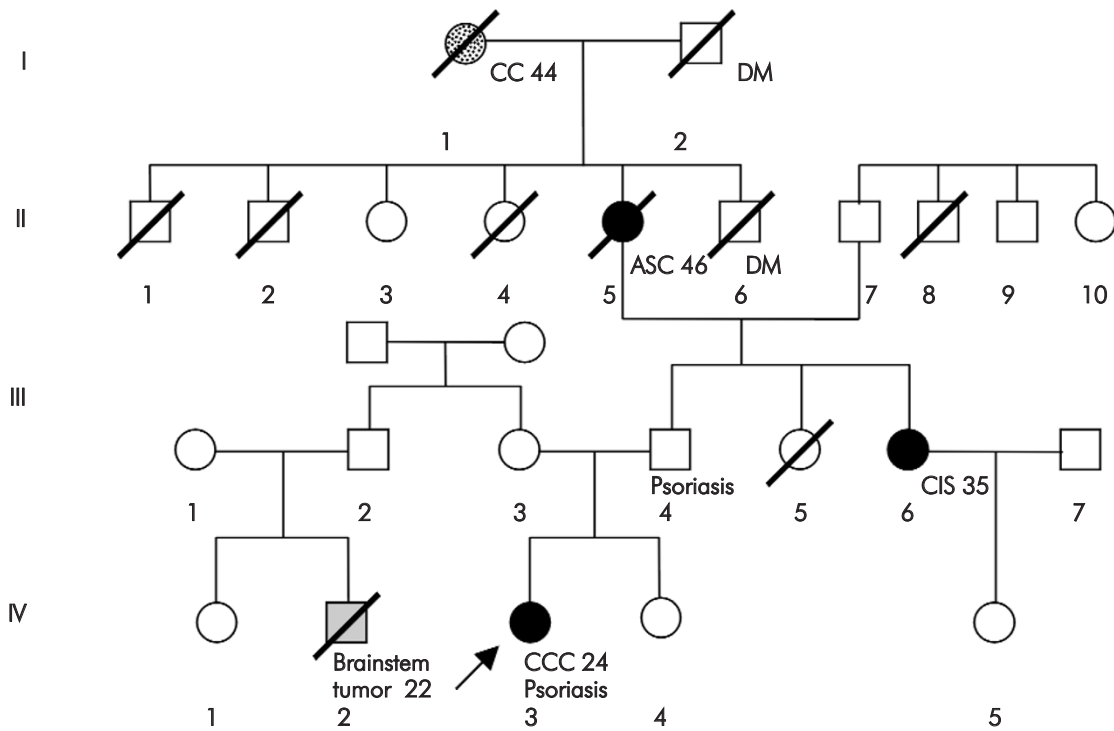 I
CC 44
DM
1 2
II
ASC 46 DM
1 2 3 4 5 6 7 8 9 10
III
Psoriasis
CIS 35
1 2 3 4 5 6 7
IV
Brainstem
tumor 22
CCC 24
Psoriasis
1 2 3 4 5